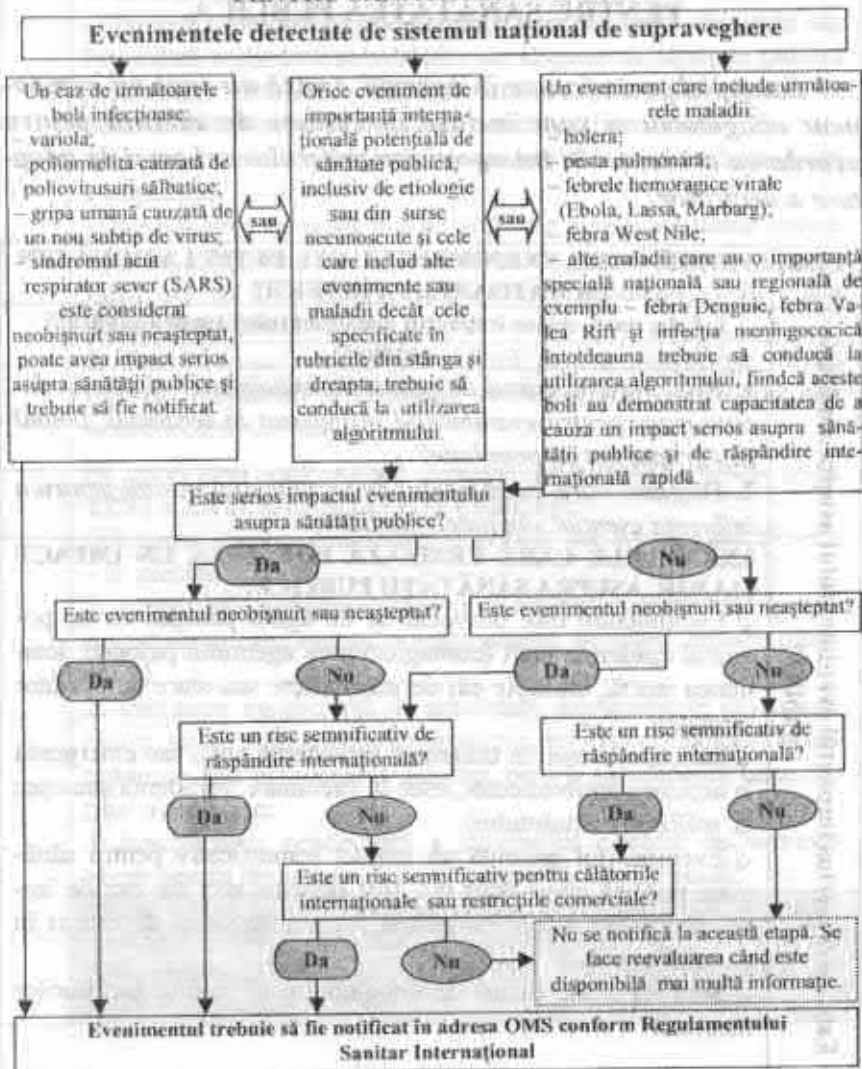 Evenimentele detectate de sistemul național de supraveghere
Un caz de următoarele
boli infecțioase:
– variola;
– poliomelita cauzată de
poliovirusuri sălbatice;
– gripa umană cauzată de
un nou subtip de virus;
– sindromul acut
respirator sever (SARS)
este considerat
neobișnuit sau neașteptat,
poate avea impact serios
asupra sănătății publice și
trebuie să fie notificat.
sau
Orice eveniment de
importanță interna-
țională potențială de
sănătate publică,
inclusiv de etiologie
sau din surse
necunoscute și cele
care includ alte
evenimente sau
maladii decât cele
specificate în
rubricile din stânga și
dreapta, trebuie să
conducă la utilizarea
algoritmului.
sau
Un eveniment care include următoa-
rele maladii:
– holera;
– pesta pulmonară;
– febrele hemoragice virale
(Ebola, Lassa, Marbarg);
– febra West Nile;
– alte maladii care au o importanță
specială națională sau regională de
exemplu – febra Denguie, febra Va-
lea Rift și infecția meningococică
întotdeauna trebuie să conducă la
utilizarea algoritmului, fiindcă aceste
boli au demonstrat capacitatea de a
cauza un impact serios asupra sănă-
tății publice și de răspândire inte-
rnațională rapidă.
Este serios impactul evenimentului
asupra sănătății publice?
Da
Nu
Este evenimentul neobișnuit sau neașteptat?
Este evenimentul neobișnuit sau neașteptat?
Da
Nu
Da
Nu
Este un risc semnificativ de
răspândire internațională?
Este un risc semnificativ de
răspândire internațională?
Da
Nu
Da
Nu
Este un risc semnificativ pentru călătoriile
internaționale sau restricțiile comerciale?
Da
Nu
Nu se notifică la această etapă. Se
face reevaluarea când este
disponibilă mai multă informație.
Evenimentul trebuie să fie notificat în adresa OMS conform Regulamentului
Sanitar Internațional